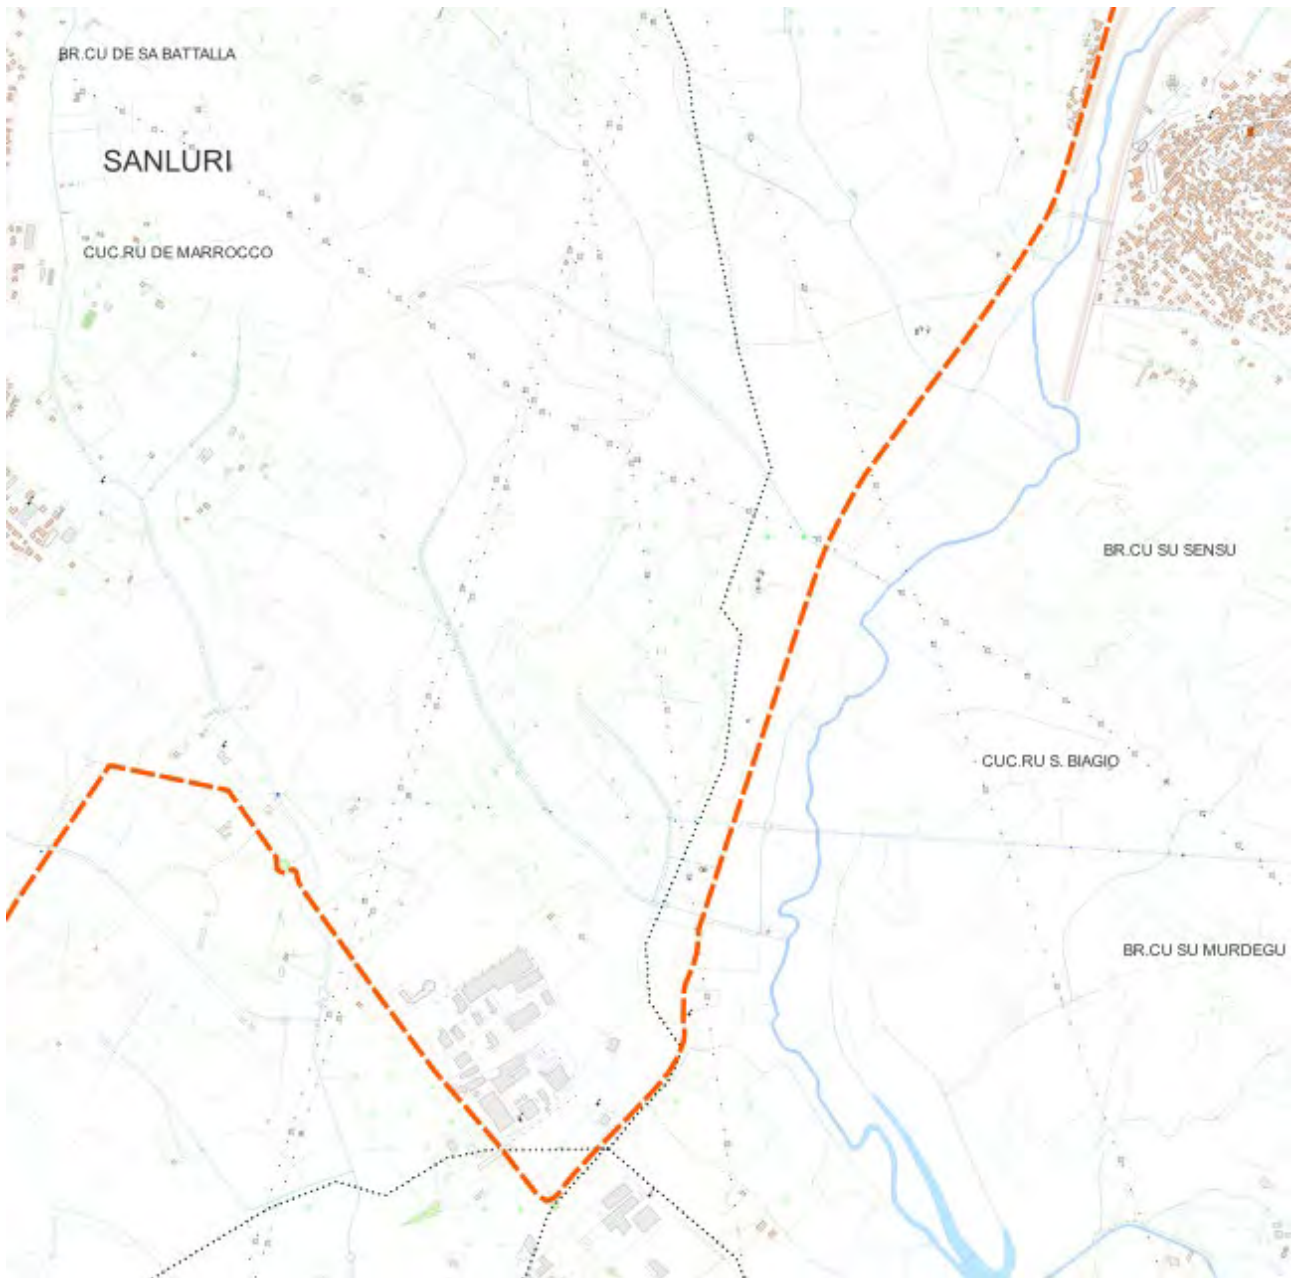 BR.CU DE SA BATTALLA
SANLURI
CUC.RU DE MARROCCO
BR.CU SU SENSU
CUC.RU S. BIAGIO
BR.CU SU MURDEGU